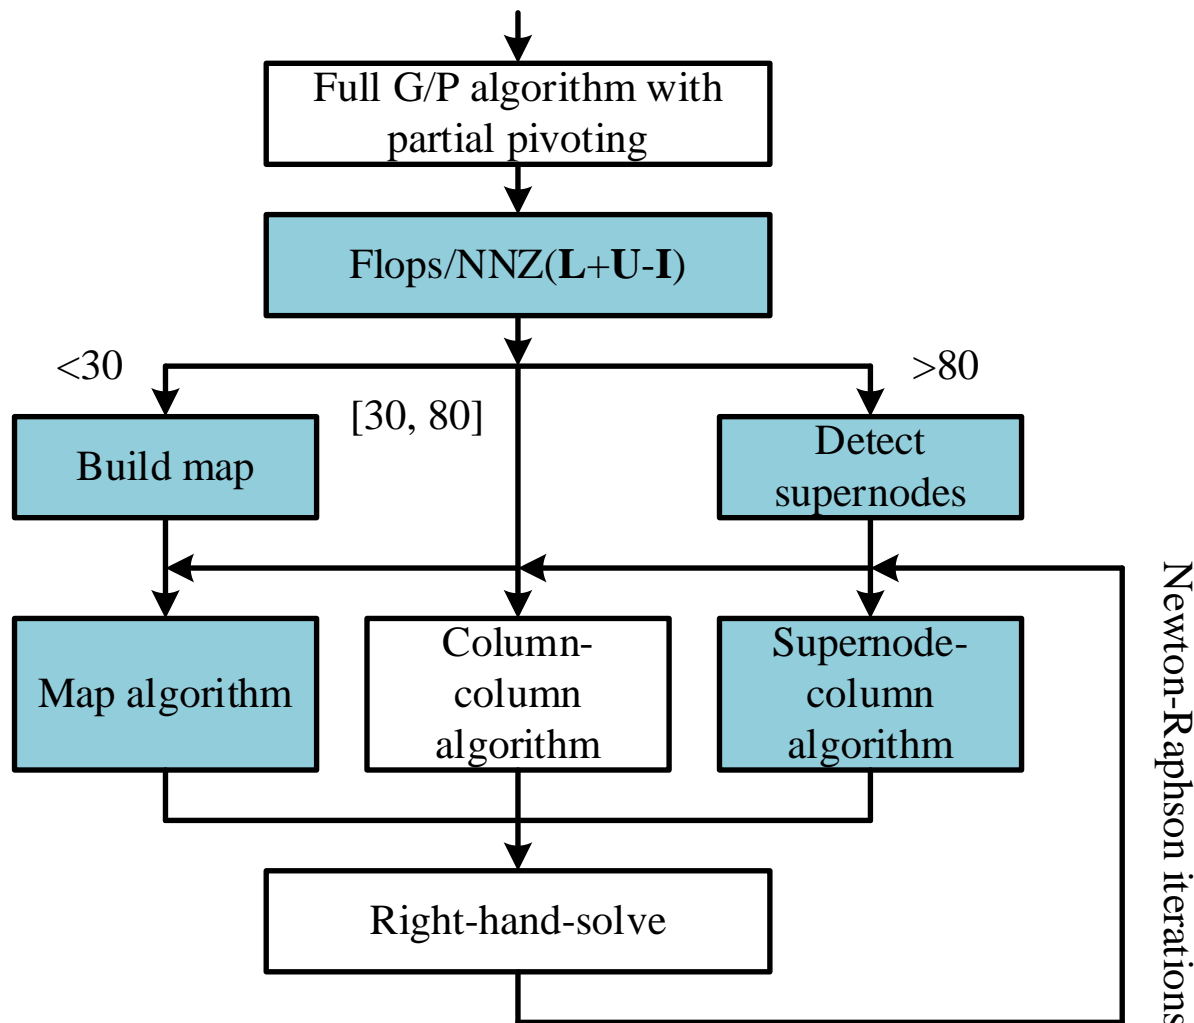 Full G/P algorithm with
partial pivoting
Flops/NNZ(L+U-I)
<30
[30, 80]
>80
Build map
Detect
supernodes
Map algorithm
Column-
column
algorithm
Supernode-
column
algorithm
Right-hand-solve
Newton-Raphson iterations